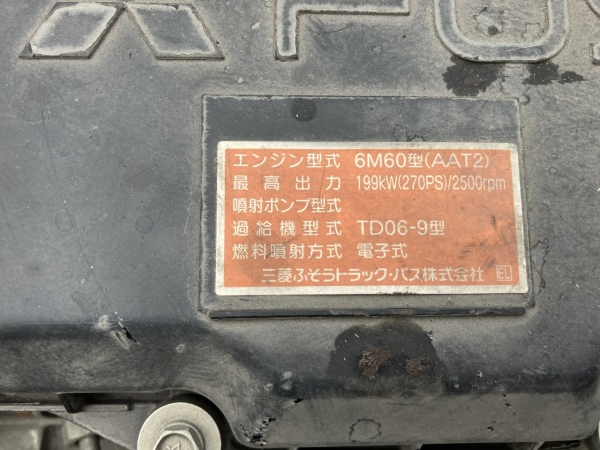 FUS
エンジン型式 6M60型(AAT2)
最高出力 199kW(270PS)/2500rpm
噴射ポンプ型式
過給機型式 TD06-9型
燃料噴射方式 電子式
三菱ふそうトラック・バス株式会社 EL